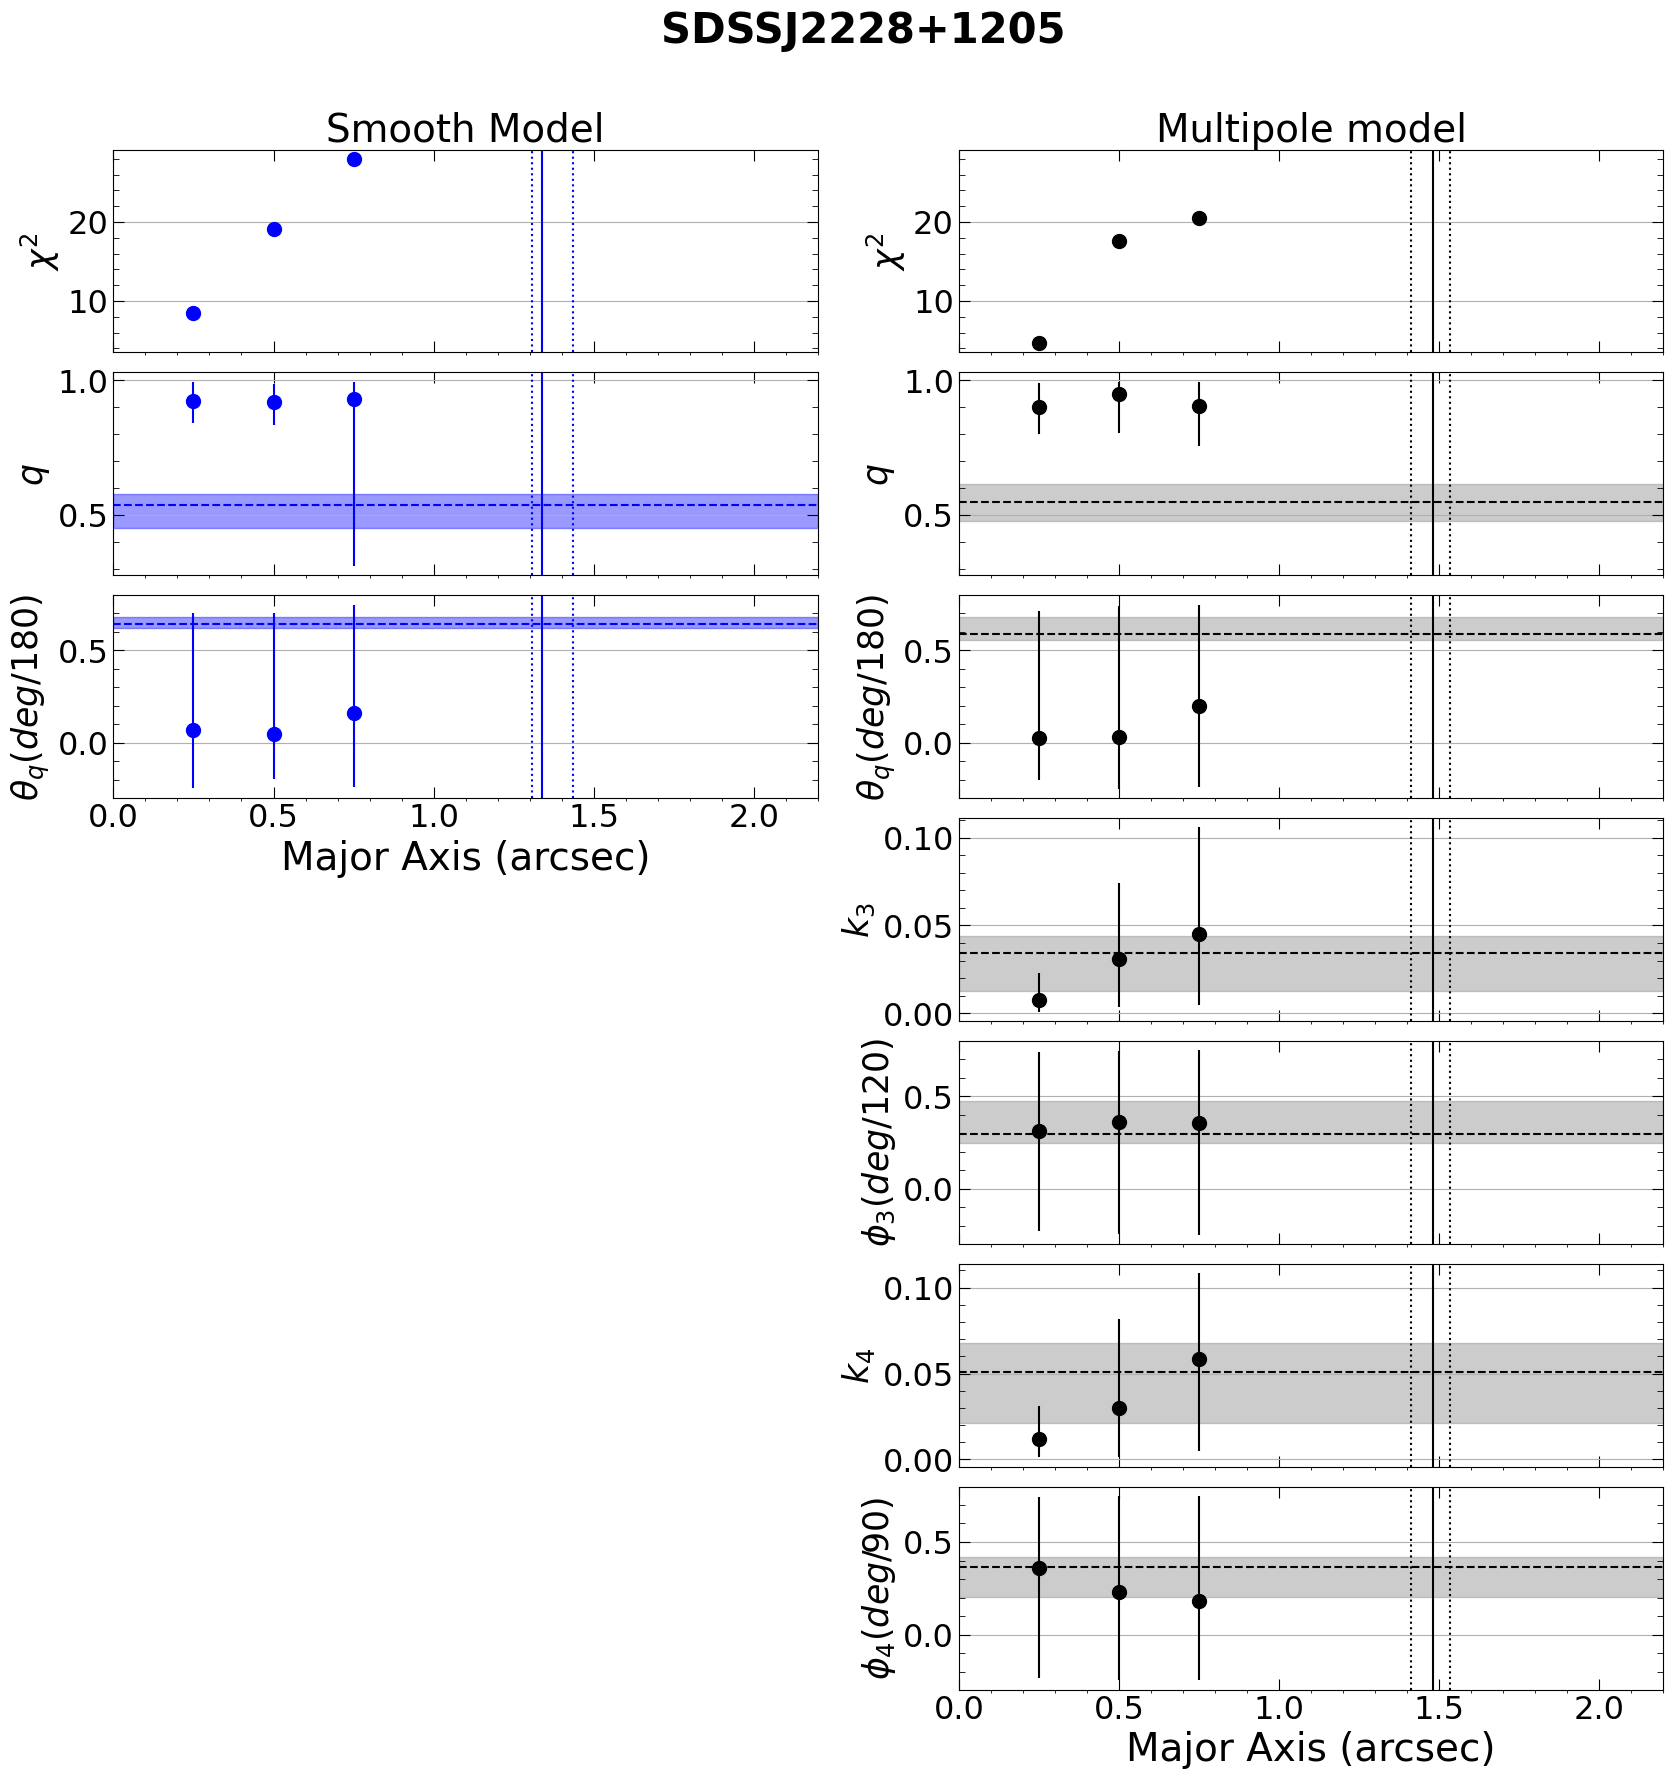 SDSSJ2228+1205
Smooth Model
χ²
20
10
q
1.0
0.5
θ_q(deg/180)
0.5
0.0
0.0 0.5 1.0 1.5 2.0
Major Axis (arcsec)
Multipole model
χ²
20
10
q
1.0
0.5
θ_q(deg/180)
0.5
0.0
k₃
0.10
0.05
0.00
ϕ₃(deg/120)
0.5
0.0
k₄
0.10
0.05
0.00
ϕ₄(deg/90)
0.5
0.0
0.0 0.5 1.0 1.5 2.0
Major Axis (arcsec)